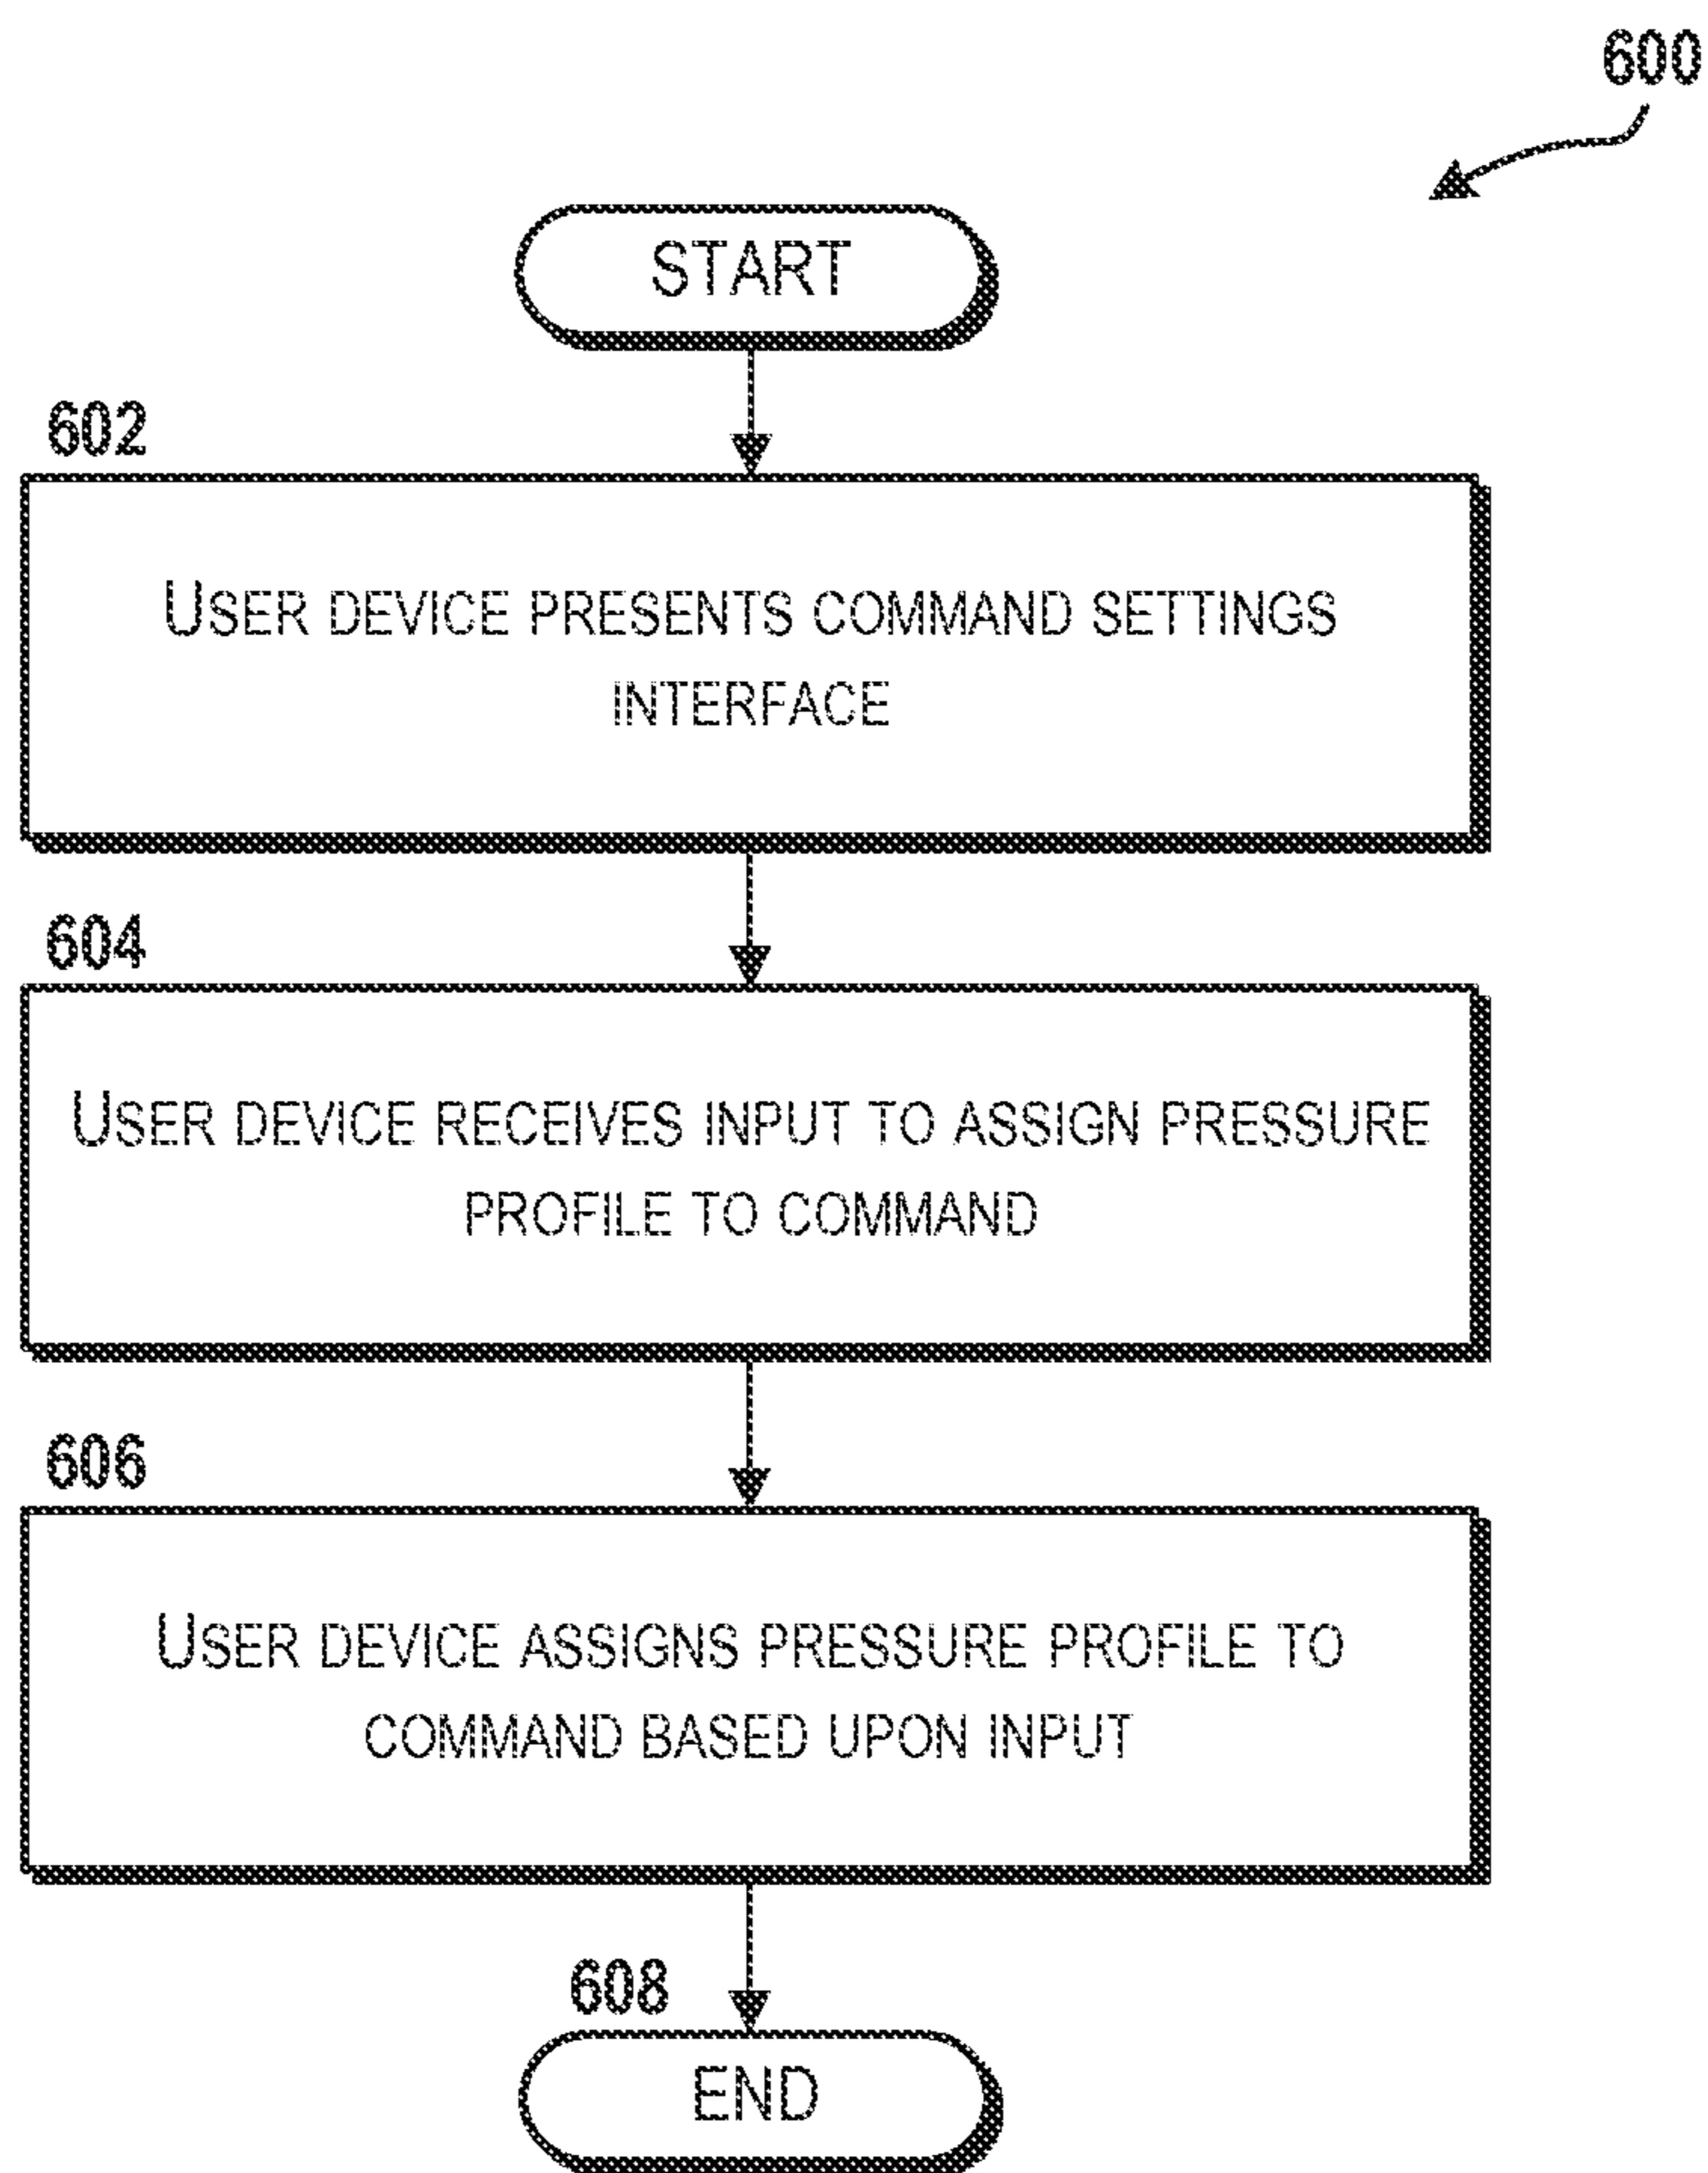 600
START
602
USER DEVICE PRESENTS COMMAND SETTINGS
INTERFACE
604
USER DEVICE RECEIVES INPUT TO ASSIGN PRESSURE
PROFILE TO COMMAND
606
USER DEVICE ASSIGNS PRESSURE PROFILE TO
COMMAND BASED UPON INPUT
608
END